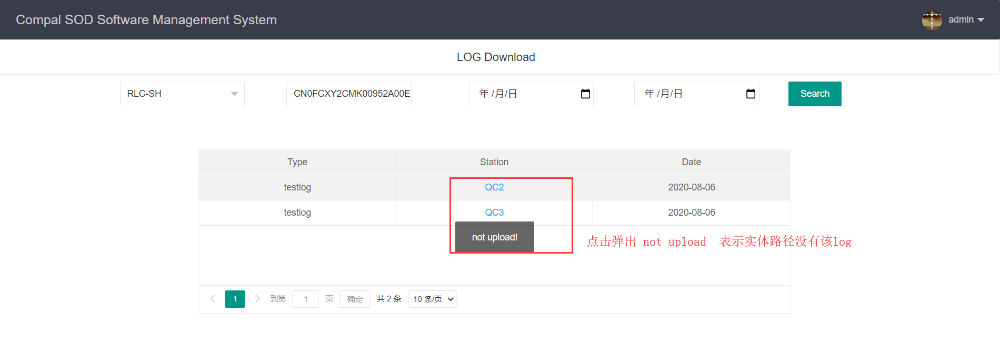 Compal SOD Software Management System
admin
LOG Download
RLC-SH
CN0FCXY2CMK00952A00E
年 /月/日
年 /月/日
Search
Type Station Date
testlog QC2 2020-08-06
testlog QC3 2020-08-06
not upload!
点击弹出 not upload 表示实体路径没有该log
1 到第 1 页 确定 共 2 条 10 条/页